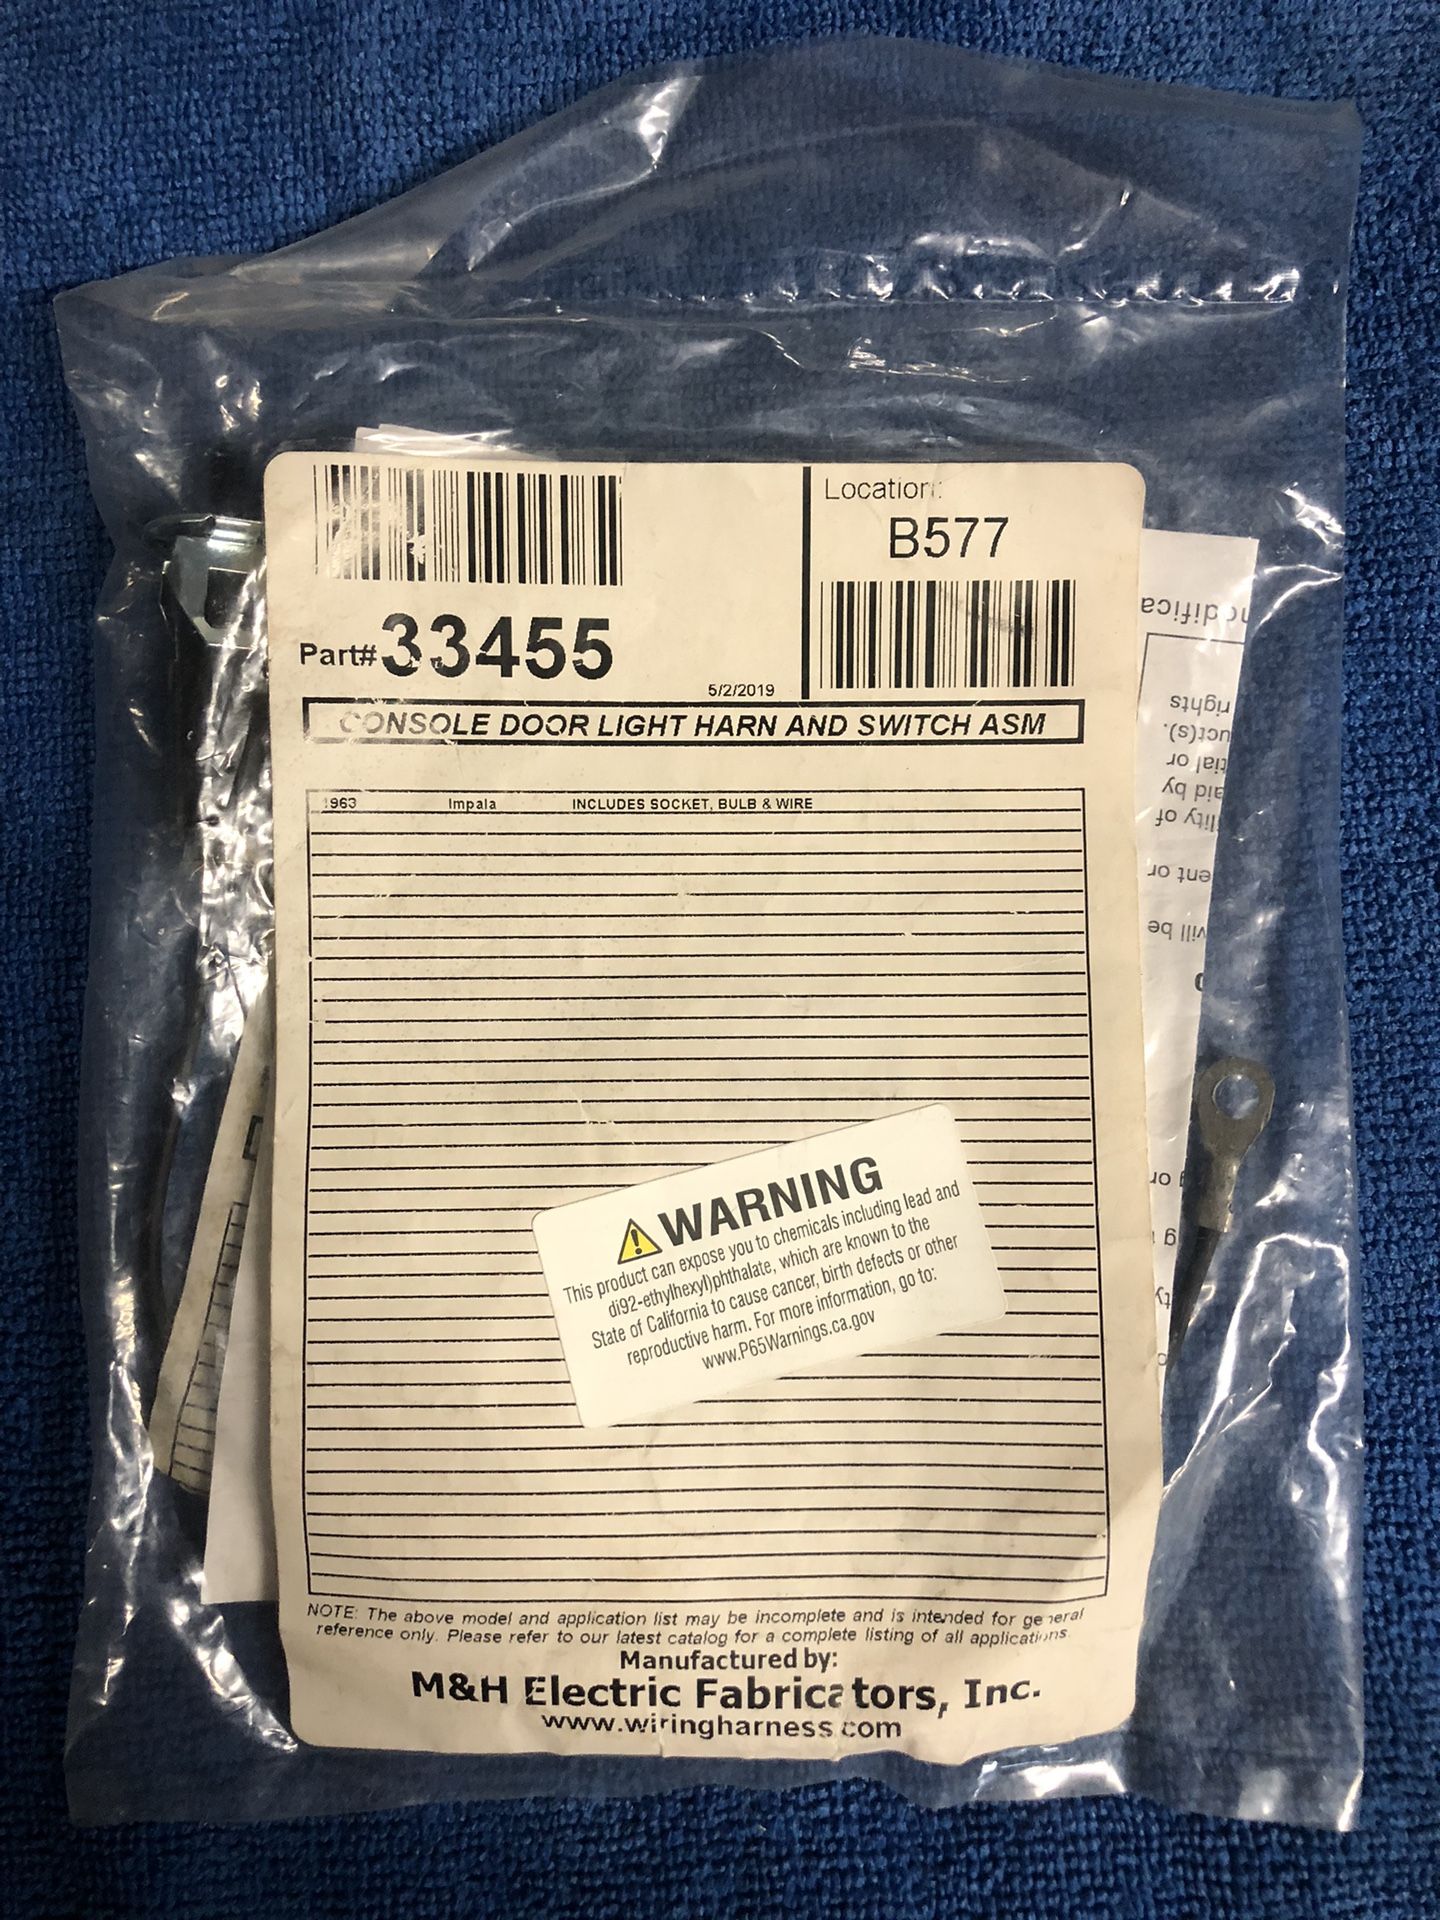 Location:
B577
Part# 33455
5/2/2019
CONSOLE DOOR LIGHT HARN AND SWITCH ASM
1963 Impala INCLUDES SOCKET, BULB & WIRE
WARNING
This product can expose you to chemicals including lead and
di92-ethylhexyl)phthalate, which are known to the
State of California to cause cancer, birth defects or other
reproductive harm. For more information, go to:
www.P65Warnings.ca.gov
NOTE: The above model and application list may be incomplete and is intended for general
reference only. Please refer to our latest catalog for a complete listing of all applications.
Manufactured by:
M&H Electric Fabricators, Inc.
www.wiringharness.com
rights
will be
or